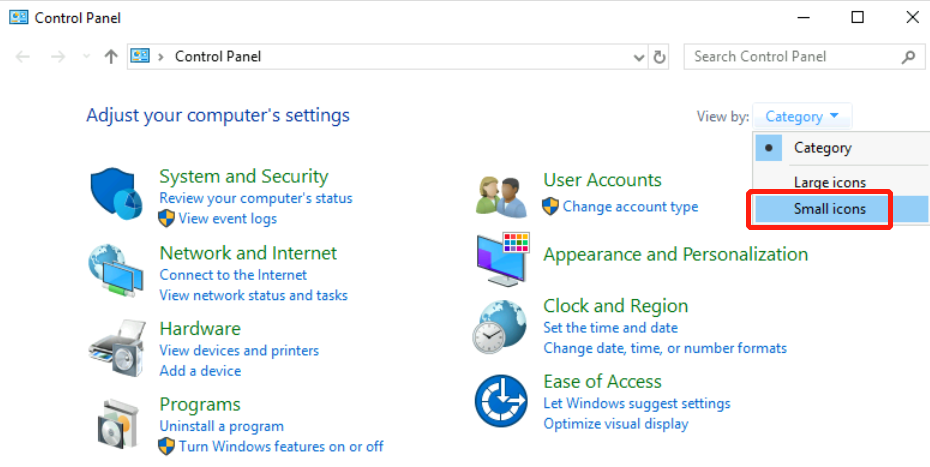 Control Panel
Control Panel
Search Control Panel
Adjust your computer's settings
View by: Category
Category
Large icons
Small icons
System and Security
Review your computer's status
View event logs
Network and Internet
Connect to the Internet
View network status and tasks
Hardware
View devices and printers
Add a device
Programs
Uninstall a program
Turn Windows features on or off
User Accounts
Change account type
Appearance and Personalization
Clock and Region
Set the time and date
Change date, time, or number formats
Ease of Access
Let Windows suggest settings
Optimize visual display